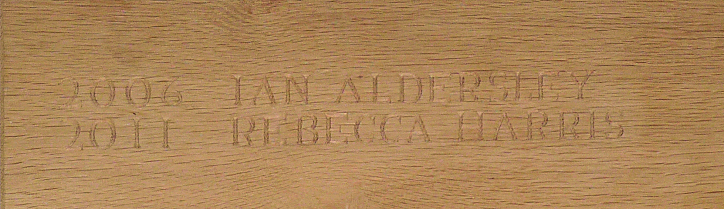 2006 IAN ALDERSLEY
2011 REBECCA HARRIS